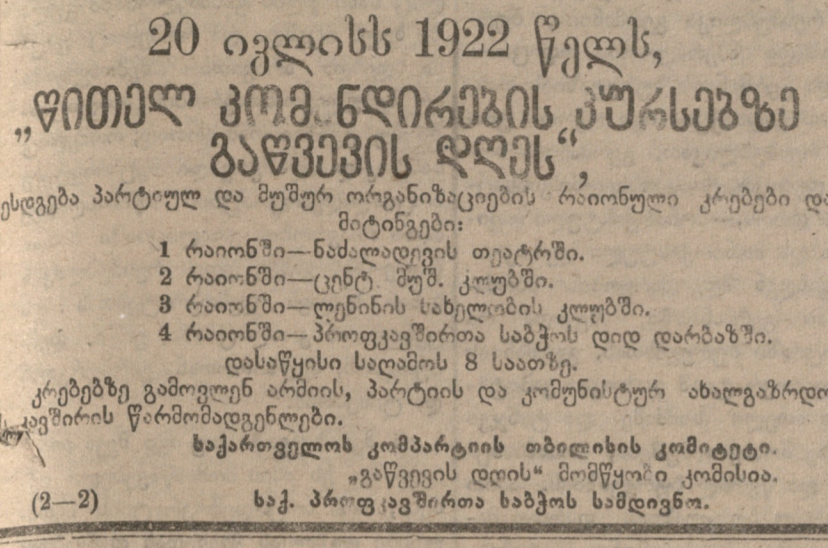 20 ივლისს 1922 წელს,
„წითელ კომ ნდირების კურსებზე
გაწვევის დღეს“,
ესდგება პარტიულ და მუშურ ორგანიზაციების რაიონული კრებები და
მიტინგები:
1 რაიონში—ნაძალადევის თეატრში.
2 რაიონში—ცენტ. მუშ. კლუბში.
3 რაიონში—ლენინის სახელობის კლუბში.
4 რაიონში—პროფკავშირთა საბჭოს დიდ დარბაზში.
დასაწყისი საღამოს 8 საათზე.
კრებებზე გამოვლენ არმიის, პარტიის და კომუნისტურ ახალგაზრდო
კავშირის წარმომადგენლები.
საქართველოს კომპარტიის თბილისის კომიტეტი.
„გაწვევის დღის“ მომწყობი კომისია.
(2—2) საქ. პროფკავშირთა საბჭოს სამდივნო.